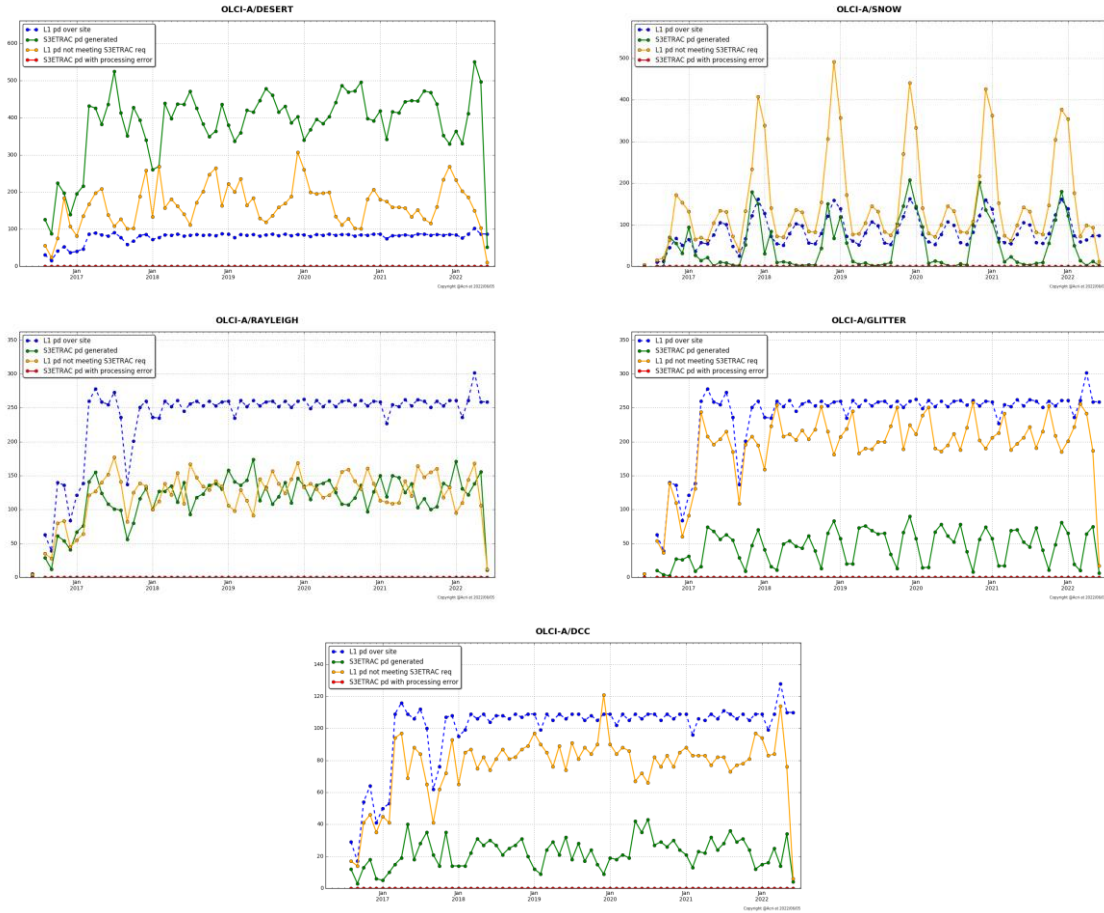 OLCI-A/DESERT
L1 pd over site
S3ETRAC pd generated
L1 pd not meeting S3ETRAC req
S3ETRAC pd with processing error
600
500
400
300
200
100
0
Jan 2017
Jan 2018
Jan 2019
Jan 2020
Jan 2021
Jan 2022
OLCI-A/SNOW
L1 pd over site
S3ETRAC pd generated
L1 pd not meeting S3ETRAC req
S3ETRAC pd with processing error
500
400
300
200
100
0
Jan 2017
Jan 2018
Jan 2019
Jan 2020
Jan 2021
Jan 2022
OLCI-A/RAYLEIGH
L1 pd over site
S3ETRAC pd generated
L1 pd not meeting S3ETRAC req
S3ETRAC pd with processing error
350
300
250
200
150
100
50
0
Jan 2017
Jan 2018
Jan 2019
Jan 2020
Jan 2021
Jan 2022
OLCI-A/GLITTER
L1 pd over site
S3ETRAC pd generated
L1 pd not meeting S3ETRAC req
S3ETRAC pd with processing error
350
300
250
200
150
100
50
0
Jan 2017
Jan 2018
Jan 2019
Jan 2020
Jan 2021
Jan 2022
OLCI-A/DCC
L1 pd over site
S3ETRAC pd generated
L1 pd not meeting S3ETRAC req
S3ETRAC pd with processing error
140
120
100
80
60
40
20
0
Jan 2017
Jan 2018
Jan 2019
Jan 2020
Jan 2021
Jan 2022